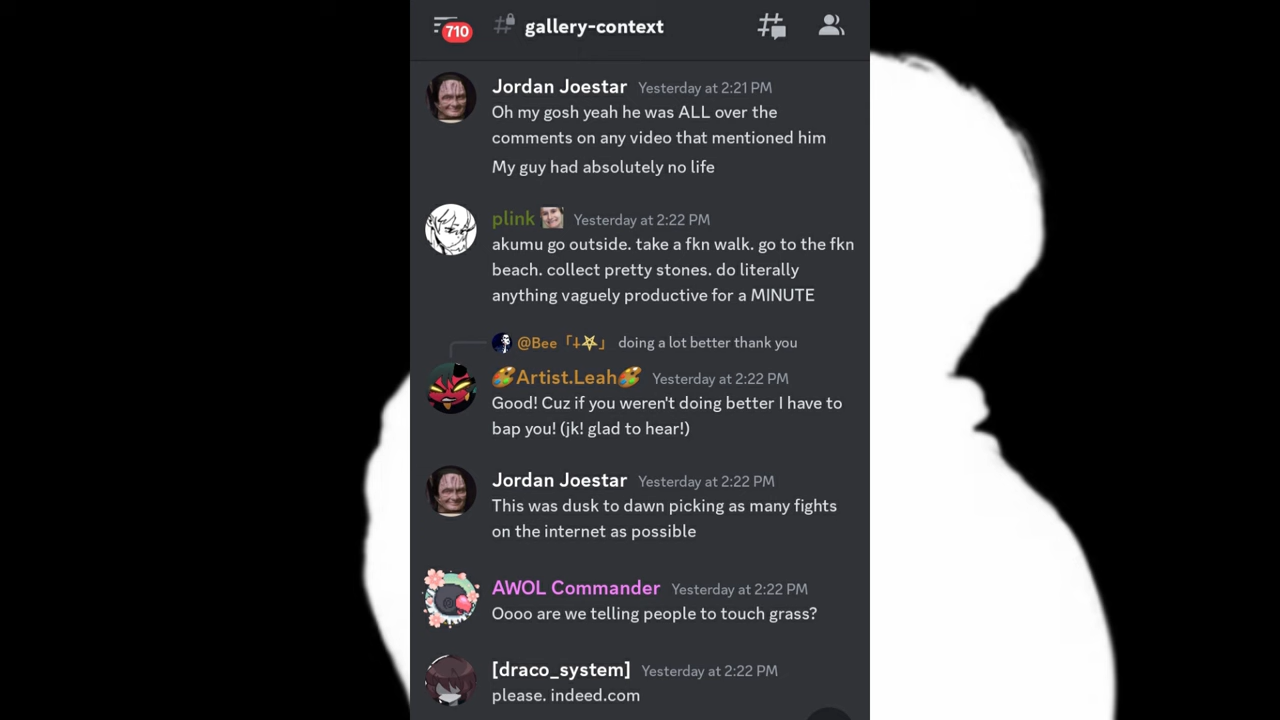 710
gallery-context
Jordan Joestar Yesterday at 2:21 PM
Oh my gosh yeah he was ALL over the
comments on any video that mentioned him
My guy had absolutely no life
plink Yesterday at 2:22 PM
akumu go outside. take a fkn walk. go to the fkn
beach. collect pretty stones. do literally
anything vaguely productive for a MINUTE
@Bee「⸸⛧」 doing a lot better thank you
🎨Artist.Leah🎨 Yesterday at 2:22 PM
Good! Cuz if you weren't doing better I have to
bap you! (jk! glad to hear!)
Jordan Joestar Yesterday at 2:22 PM
This was dusk to dawn picking as many fights
on the internet as possible
AWOL Commander Yesterday at 2:22 PM
Oooo are we telling people to touch grass?
[draco_system] Yesterday at 2:22 PM
please. indeed.com